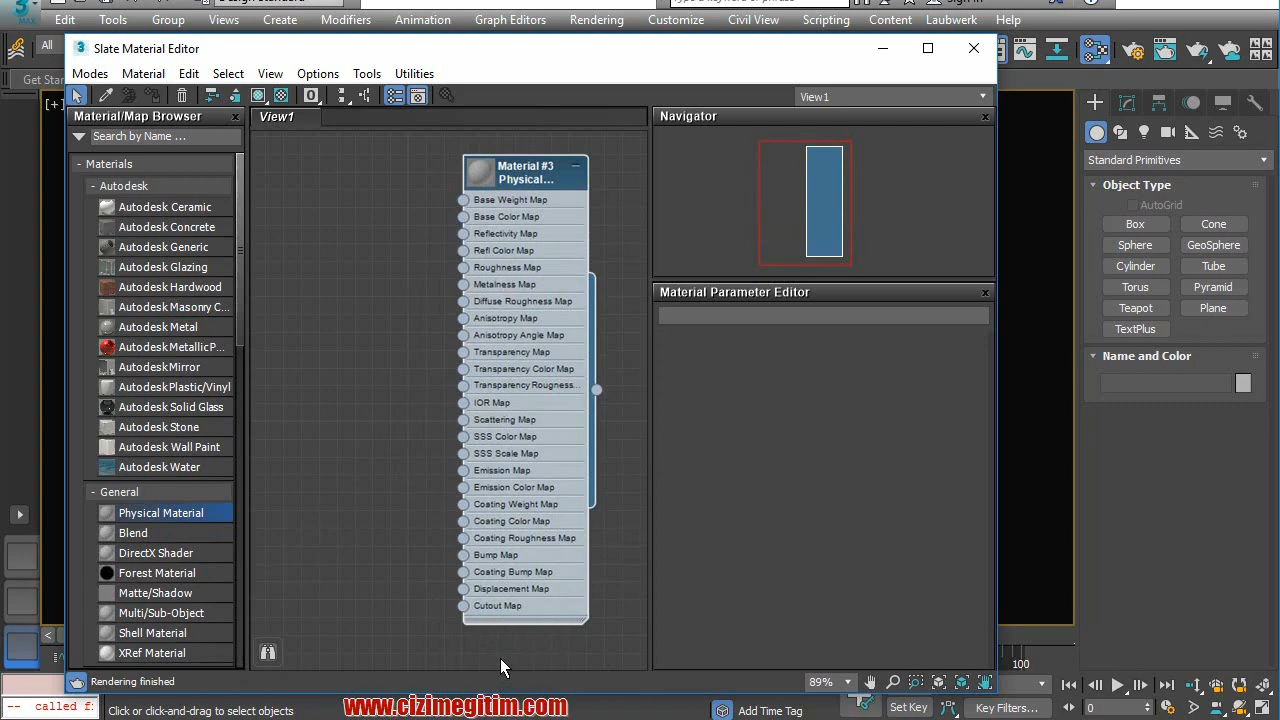 Edit Tools Group Views Create Modifiers Animation Graph Editors Rendering Customize Civil View Scripting Content Laubwerk Help
All
Get Star
[+]
Slate Material Editor
Modes Material Edit Select View Options Tools Utilities
View1
Material/Map Browser
Search by Name ...
- Materials
- Autodesk
Autodesk Ceramic
Autodesk Concrete
Autodesk Generic
Autodesk Glazing
Autodesk Hardwood
Autodesk Masonry C...
Autodesk Metal
Autodesk MetallicP...
Autodesk Mirror
Autodesk Plastic/Vinyl
Autodesk Solid Glass
Autodesk Stone
Autodesk Wall Paint
Autodesk Water
- General
Physical Material
Blend
DirectX Shader
Forest Material
Matte/Shadow
Multi/Sub-Object
Shell Material
XRef Material
View1
Material #3
Physical...
Base Weight Map
Base Color Map
Reflectivity Map
Refl Color Map
Roughness Map
Metalness Map
Diffuse Roughness Map
Anisotropy Map
Anisotropy Angle Map
Transparency Map
Transparency Color Map
Transparency Rougness...
IOR Map
Scattering Map
SSS Color Map
SSS Scale Map
Emission Map
Emission Color Map
Coating Weight Map
Coating Color Map
Coating Roughness Map
Bump Map
Coating Bump Map
Displacement Map
Cutout Map
Navigator
Material Parameter Editor
Rendering finished
89%
Standard Primitives
Object Type
AutoGrid
Box Cone
Sphere GeoSphere
Cylinder Tube
Torus Pyramid
Teapot Plane
TextPlus
Name and Color
100
-- called f:
Click or click-and-drag to select objects
www.cizimegitim.com
Add Time Tag
Set Key
Key Filters...
0